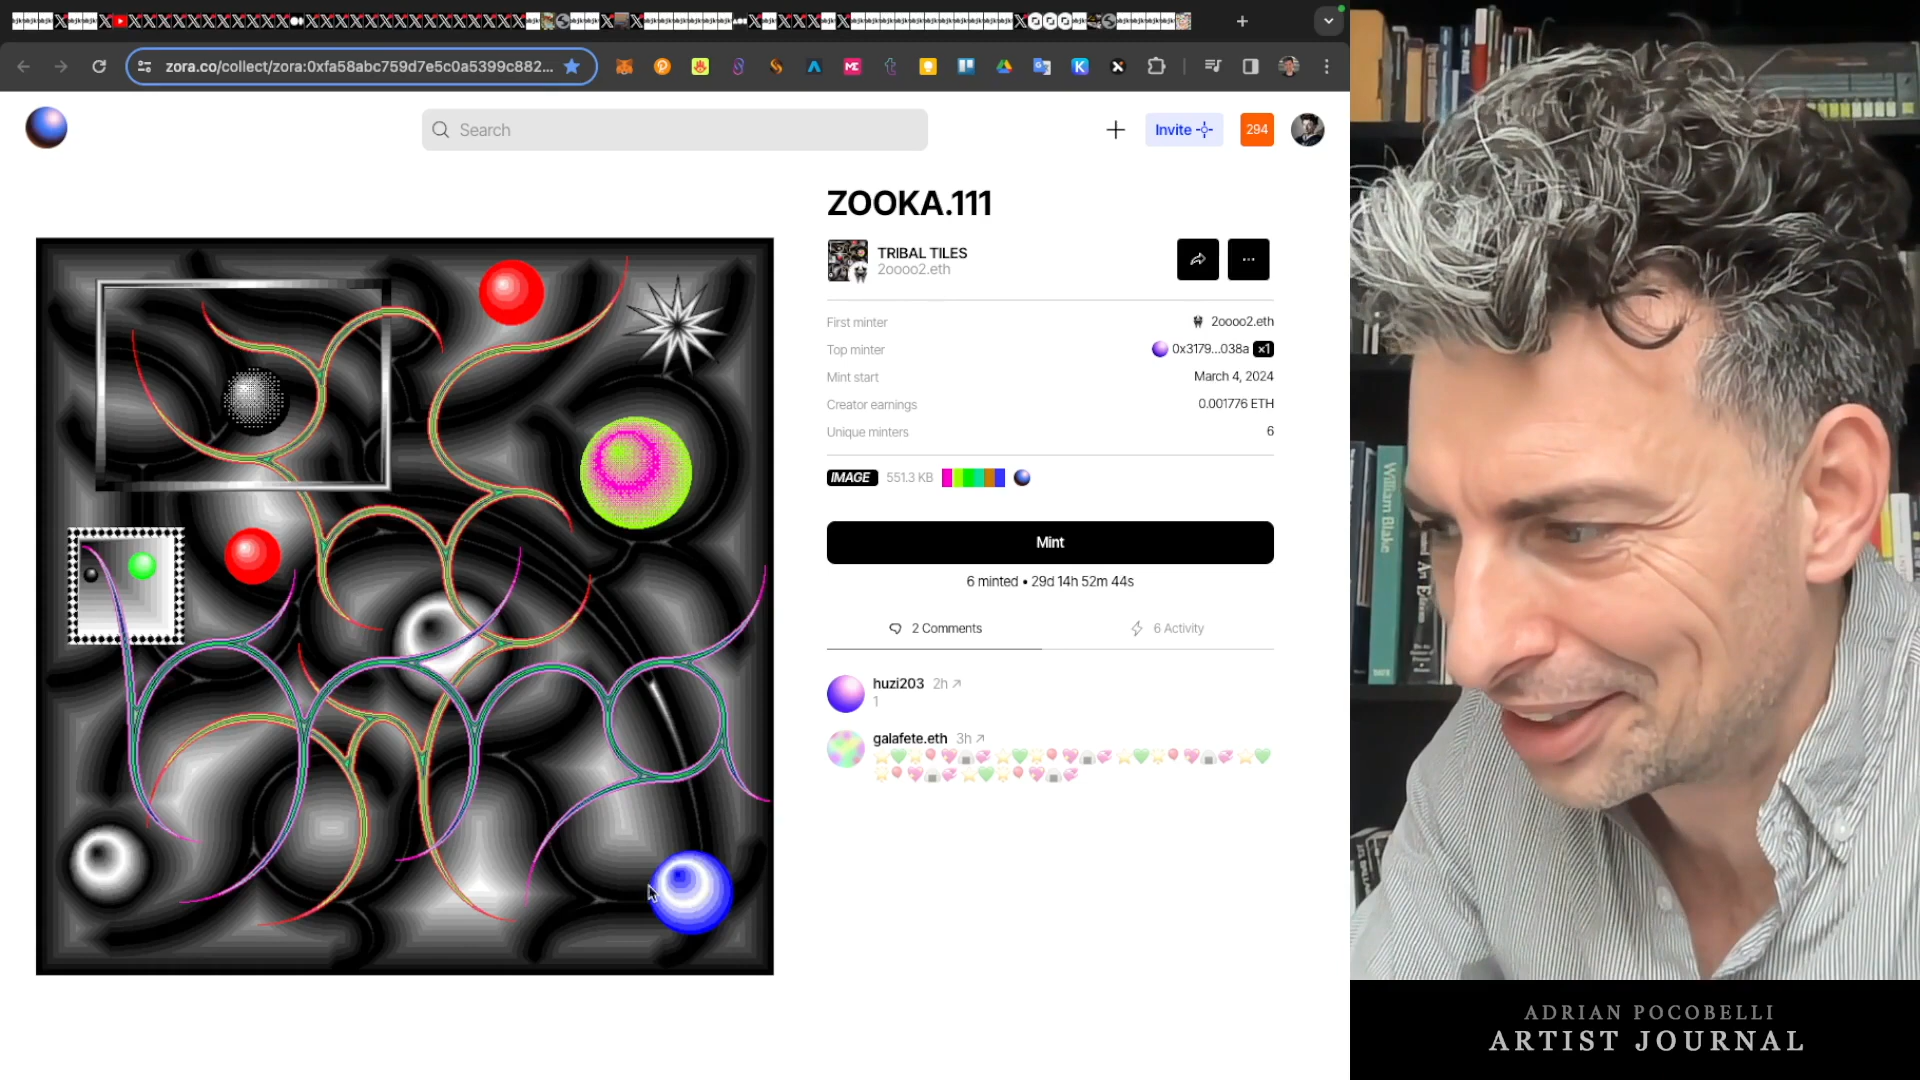 zora.co/collect/zora:0xfa58abc759d7e5c0a5399c882...
Search
Invite
294
ZOOKA.111
TRIBAL TILES
2oooo2.eth
First minter
2oooo2.eth
Top minter
0x3179...038a ×1
Mint start
March 4, 2024
Creator earnings
0.001776 ETH
Unique minters
6
IMAGE 551.3 KB
Mint
6 minted • 29d 14h 52m 44s
2 Comments
6 Activity
huzi203 2h ↗
1
galafete.eth 3h ↗
William Blake
ADRIAN POCOBELLI
ARTIST JOURNAL